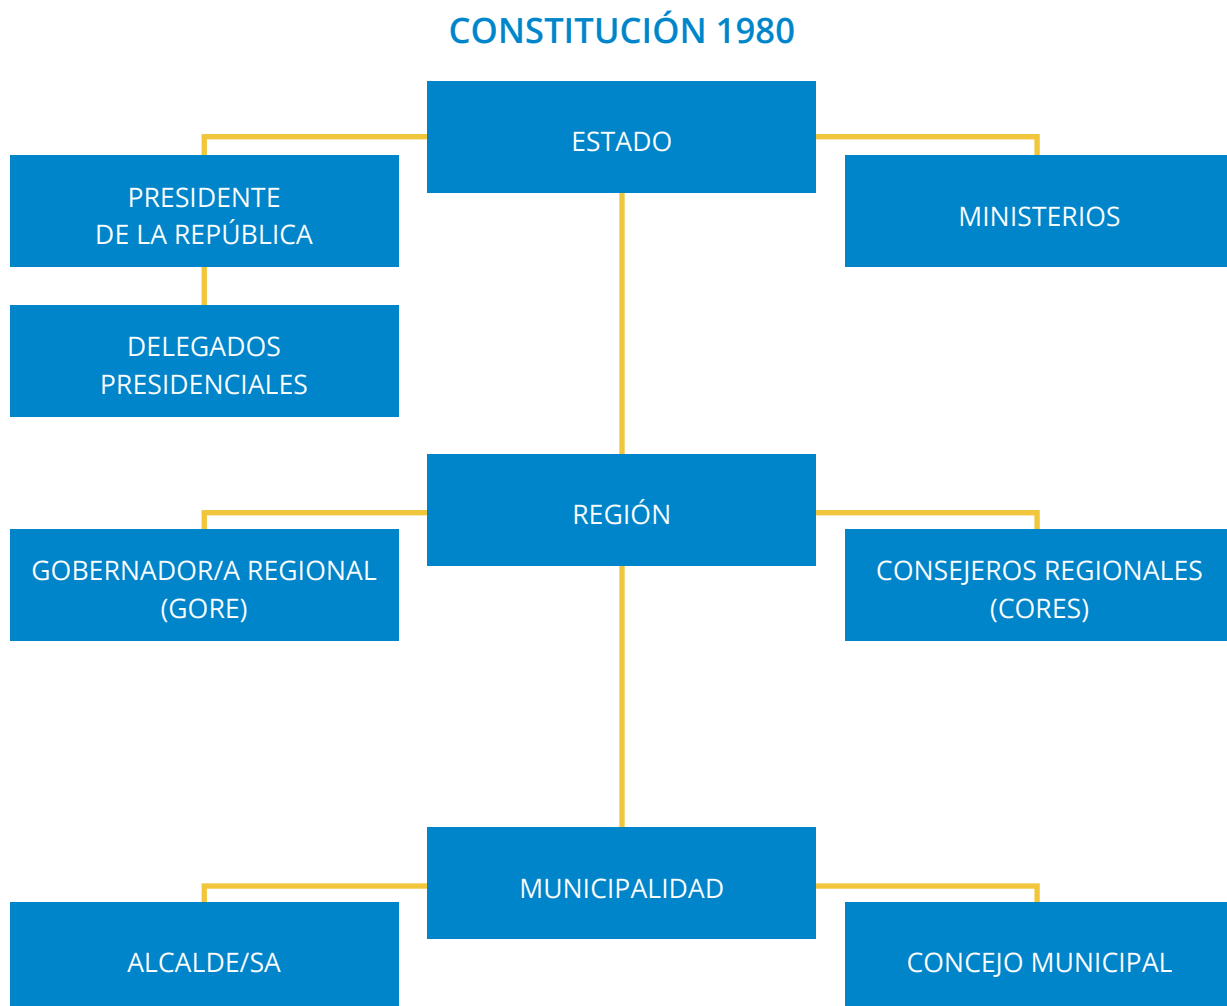 CONSTITUCIÓN 1980
ESTADO
PRESIDENTE
DE LA REPÚBLICA
MINISTERIOS
DELEGADOS
PRESIDENCIALES
REGIÓN
GOBERNADOR/A REGIONAL
(GORE)
CONSEJEROS REGIONALES
(CORES)
MUNICIPALIDAD
ALCALDE/SA
CONCEJO MUNICIPAL